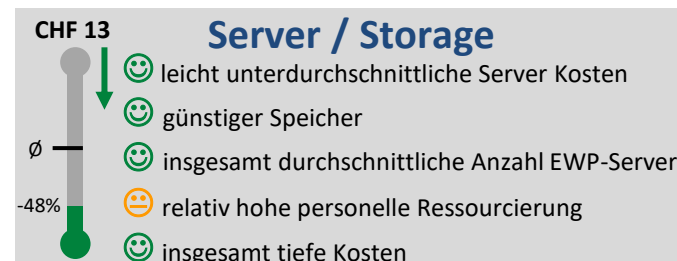 CHF 13
Server / Storage
leicht unterdurchschnittliche Server Kosten
günstiger Speicher
Ø
insgesamt durchschnittliche Anzahl EWP-Server
-48%
relativ hohe personelle Ressourcierung
insgesamt tiefe Kosten